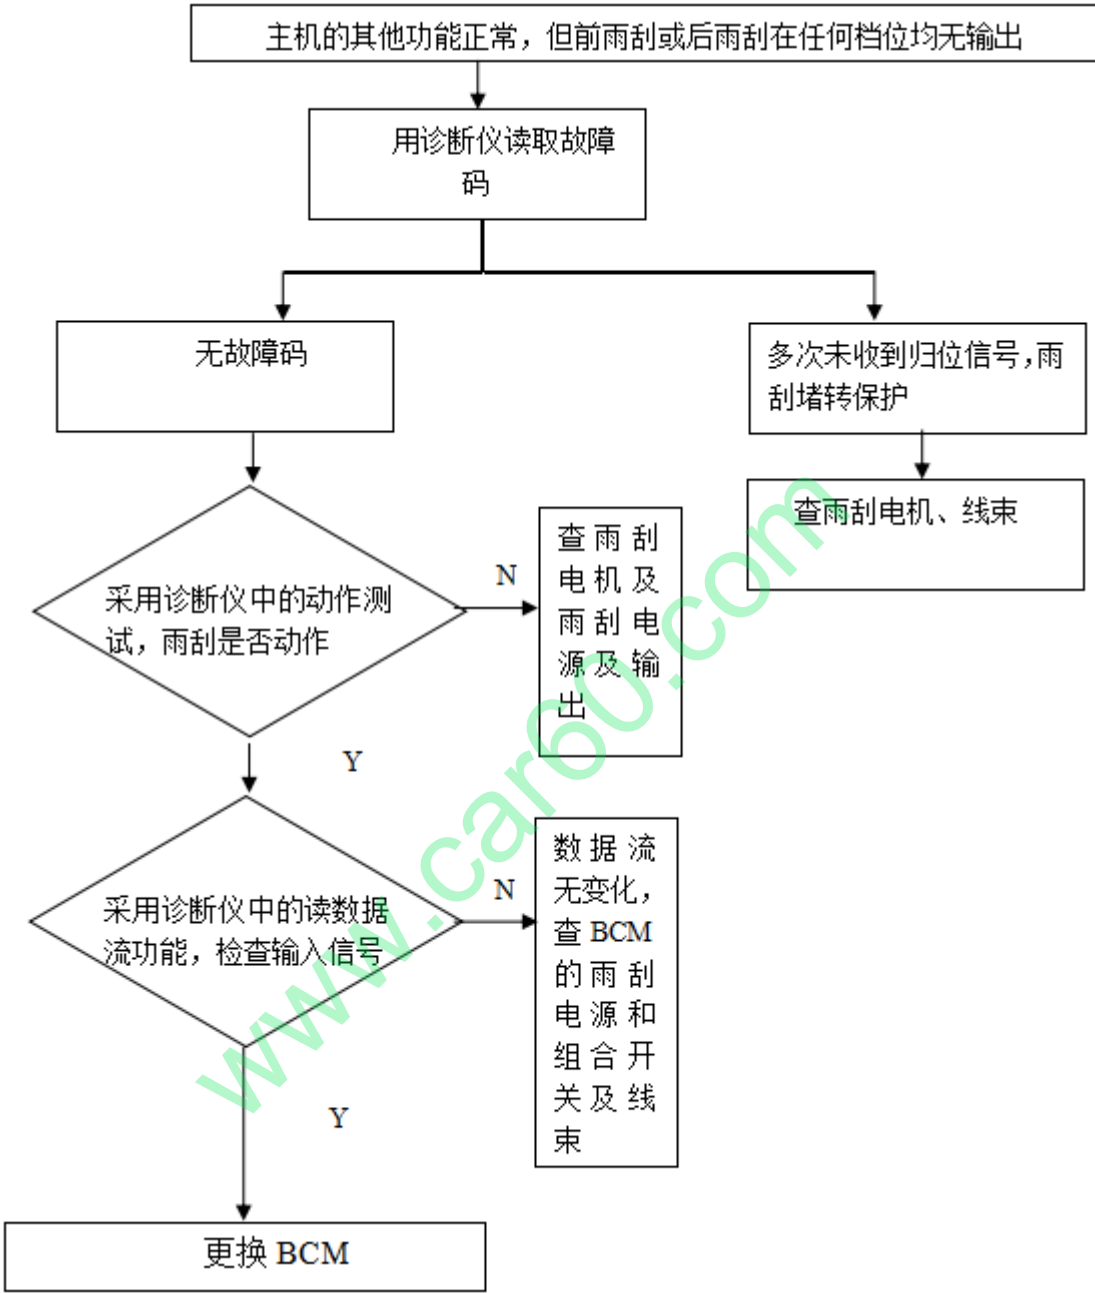 主机的其他功能正常，但前雨刮或后雨刮在任何档位均无输出
用诊断仪读取故障
码
无故障码
多次未收到归位信号，雨
刮堵转保护
查雨刮电机、线束
采用诊断仪中的动作测
试，雨刮是否动作
N
查雨刮
电机及
雨刮电
源及输
出
Y
采用诊断仪中的读数据
流功能，检查输入信号
N
数据流
无变化，
查BCM
的雨刮
电源和
组合开
关及线
束
Y
更换 BCM
www.car60.com